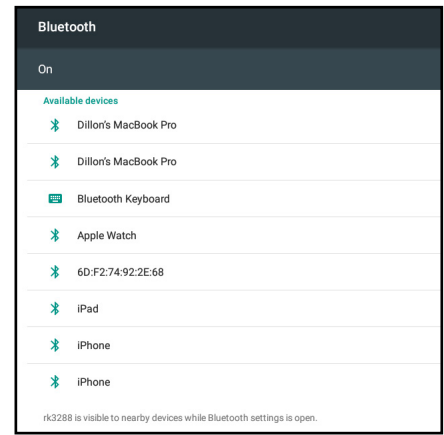 Bluetooth
On
Available devices
Dillon's MacBook Pro
Dillon's MacBook Pro
Bluetooth Keyboard
Apple Watch
6D:F2:74:92:2E:68
iPad
iPhone
iPhone
rk3288 is visible to nearby devices while Bluetooth settings is open.